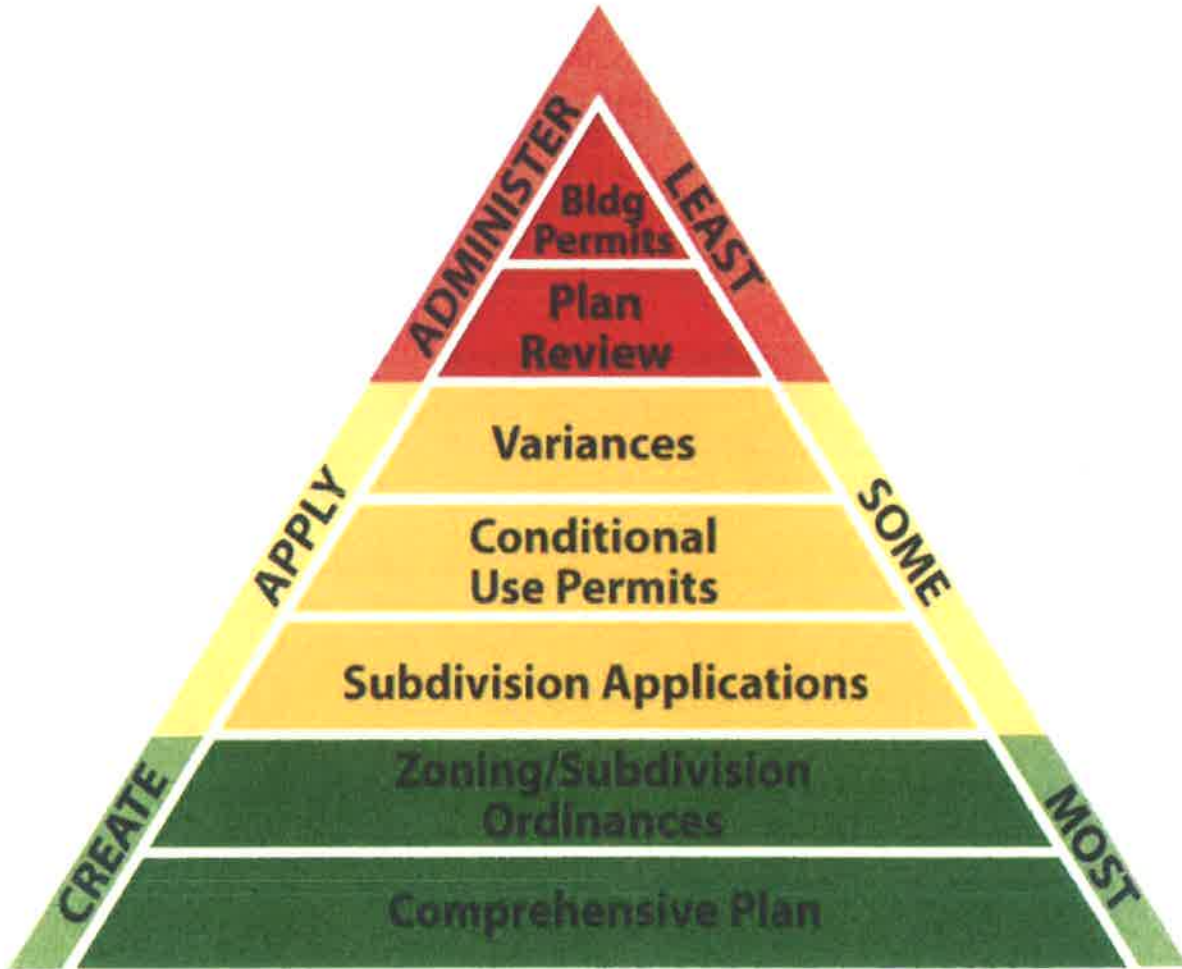 ADMINISTER
LEAST
Bldg
Permits
Plan
Review
APPLY
SOME
Variances
Conditional
Use Permits
Subdivision Applications
CREATE
MOST
Zoning/Subdivision
Ordinances
Comprehensive Plan